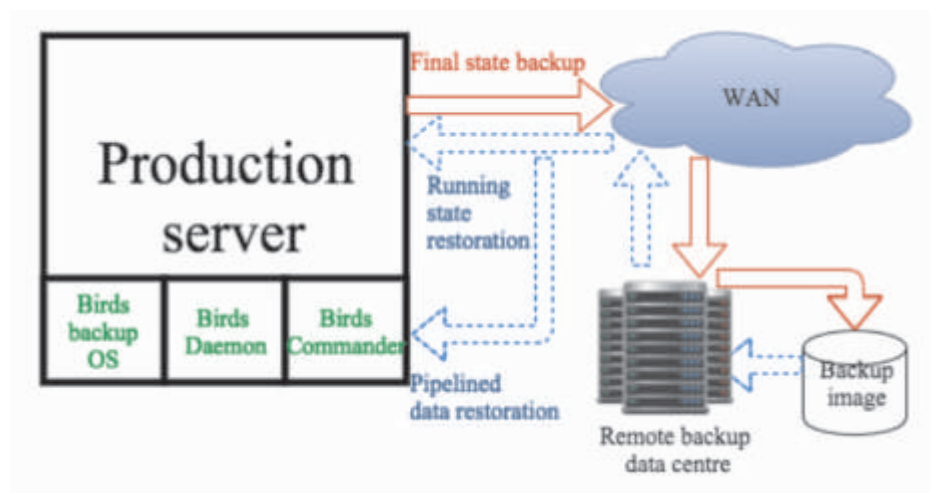 Final state backup
WAN
Production
server
Running
state
restoration
Birds
backup
OS
Birds
Daemon
Birds
Commander
Pipelined
data restoration
Backup
image
Remote backup
data centre